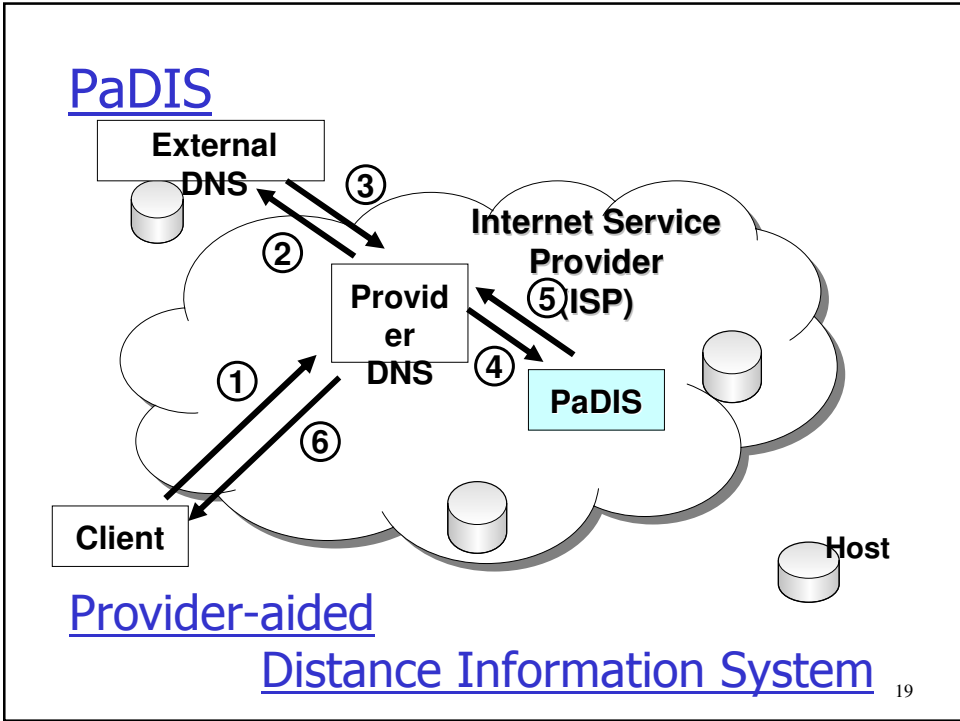 PaDIS
External
DNS
③
②
Internet Service
Provider
(ISP)
⑤
Provid
er
DNS
④
①
PaDIS
⑥
Client
Host
Provider-aided
Distance Information System
19